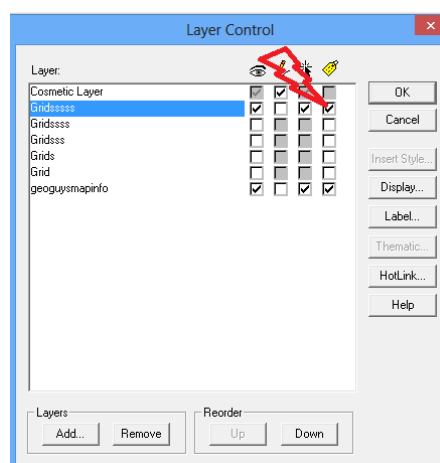 Layer Control
x
Layer:
Cosmetic Layer
Gridsssss
Gridssss
Gridsss
Grids
Grid
geoguysmapinfo
OK
Cancel
Insert Style...
Display...
Label...
Thematic...
HotLink...
Help
Layers
Add...
Remove
Reorder
Up
Down